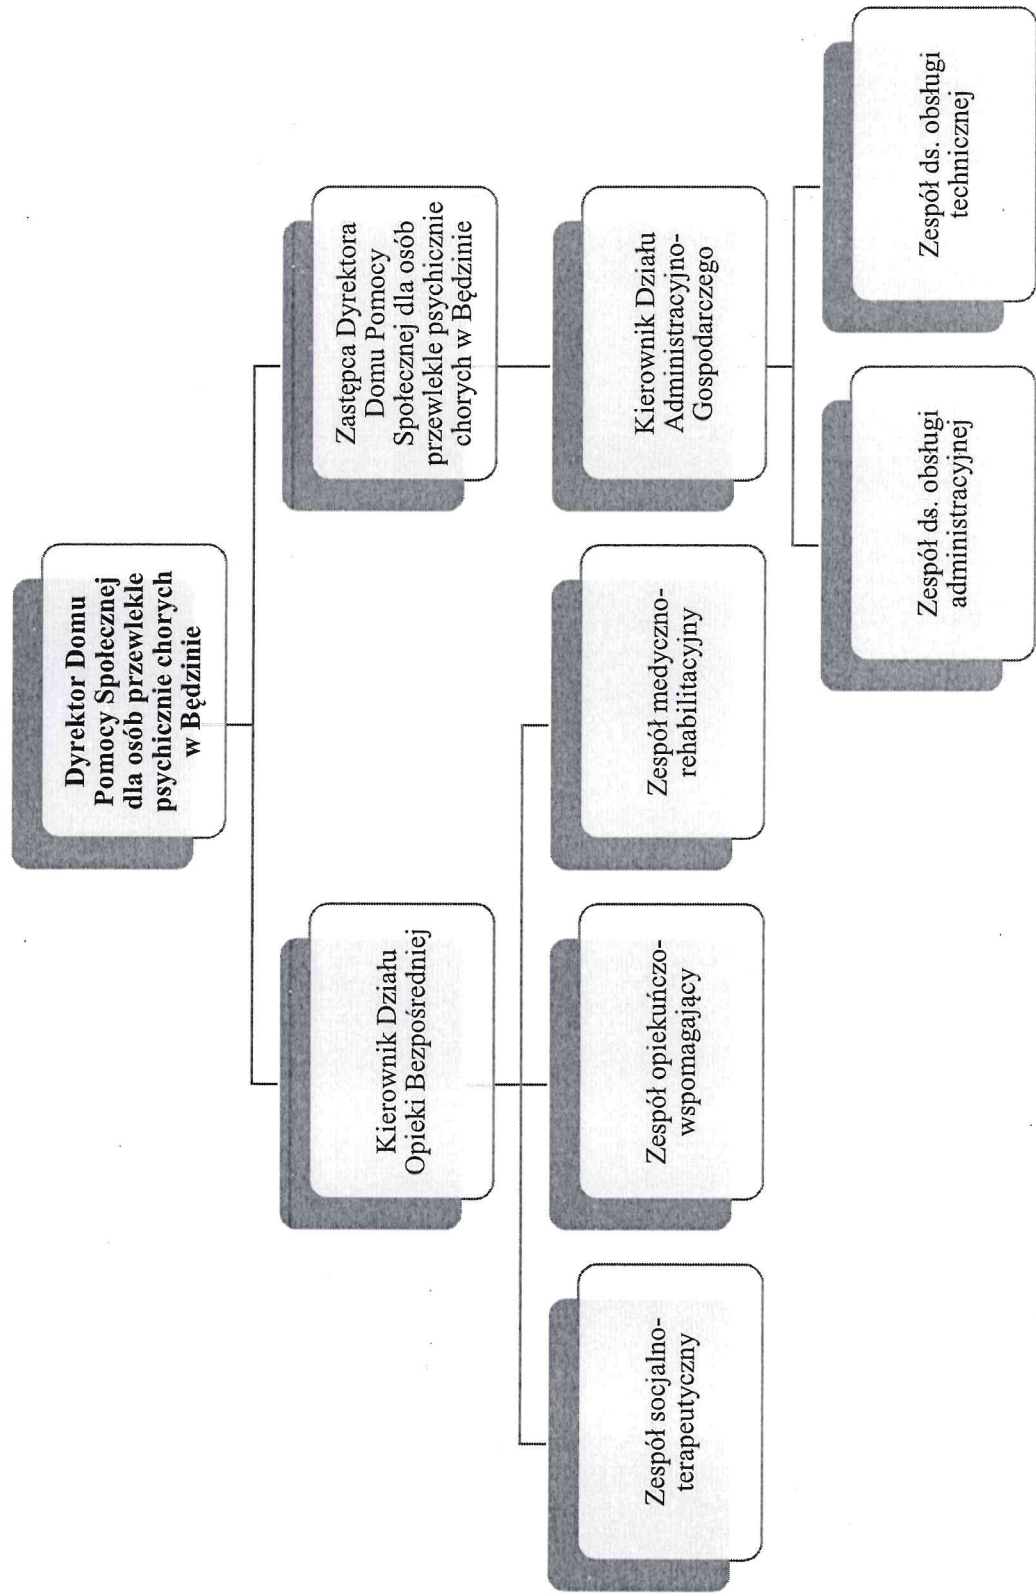 Dyrektor Domu
Pomocy Społecznej
dla osób przewlekle
psychicznie chorych
w Będzinie
Kierownik Działu
Opieki Bezpośredniej
Zastępca Dyrektora
Domu Pomocy
Społecznej dla osób
przewlekle psychicznie
chorych w Będzinie
Zespół socjalno-
terapeutyczny
Zespół opiekuńczo-
wspomagający
Zespół medyczno-
rehabilitacyjny
Kierownik Działu
Administracyjno-
Gospodarczego
Zespół ds. obsługi
administracyjnej
Zespół ds. obsługi
technicznej